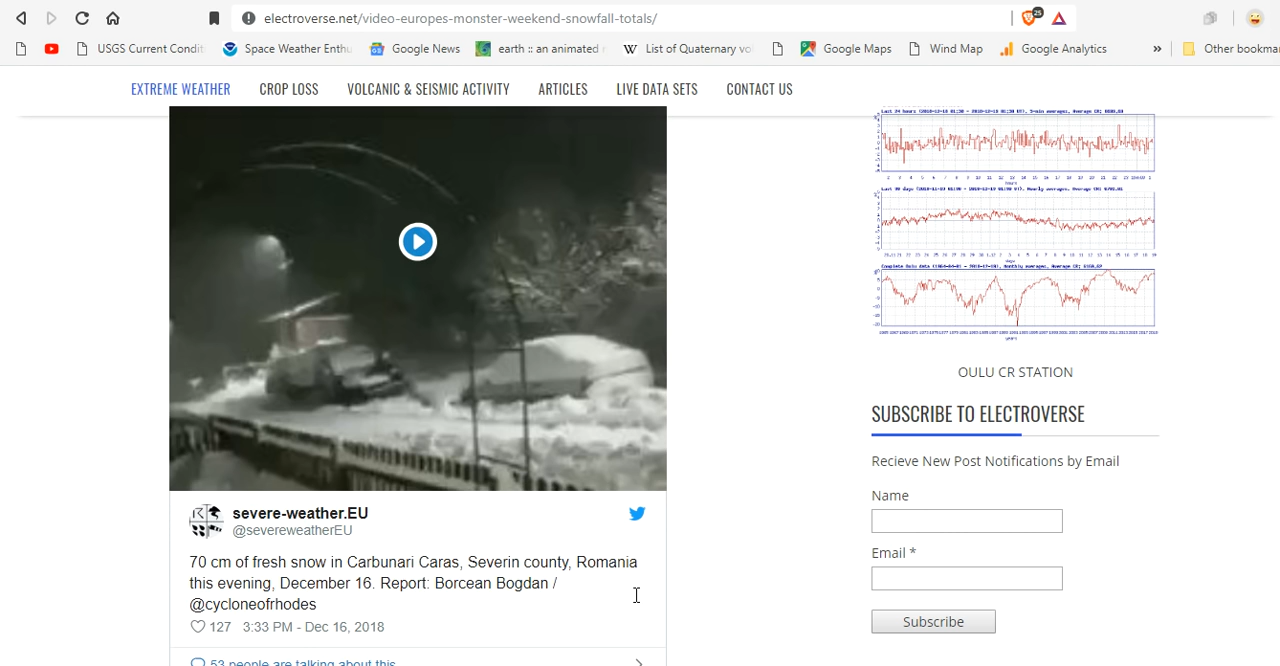 electroverse.net/video-europes-monster-weekend-snowfall-totals/
25
USGS Current Condit
Space Weather Enthu
Google News
earth :: an animated
List of Quaternary vo
Google Maps
Wind Map
Google Analytics
»
Other bookma
EXTREME WEATHER
CROP LOSS
VOLCANIC & SEISMIC ACTIVITY
ARTICLES
LIVE DATA SETS
CONTACT US
severe-weather.EU
@severeweatherEU
70 cm of fresh snow in Carbunari Caras, Severin county, Romania
this evening, December 16. Report: Borcean Bogdan /
@cycloneofrhodes
127 3:33 PM - Dec 16, 2018
53 people are talking about this
OULU CR STATION
SUBSCRIBE TO ELECTROVERSE
Recieve New Post Notifications by Email
Name
Email *
Subscribe